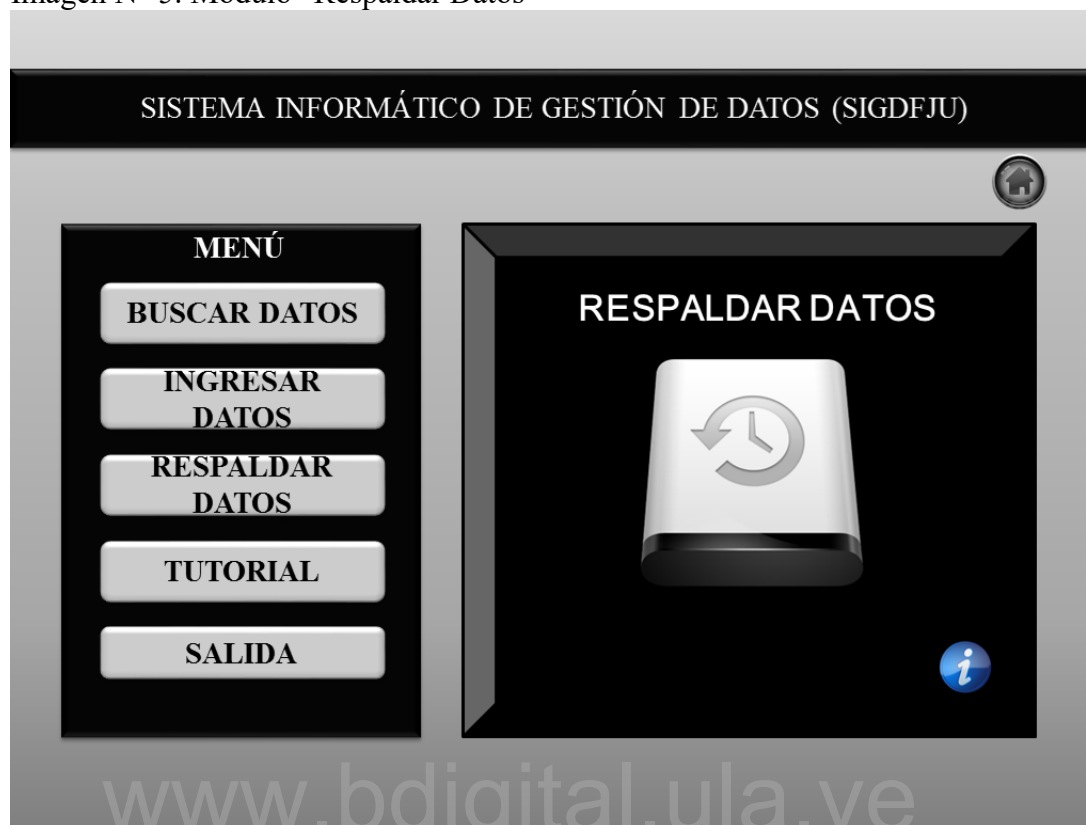 Imagen N° 5. Módulo "Respaldar Datos"
SISTEMA INFORMÁTICO DE GESTIÓN DE DATOS (SIGDFJU)
MENÚ
BUSCAR DATOS
INGRESAR
DATOS
RESPALDAR
DATOS
TUTORIAL
SALIDA
RESPALDAR DATOS
i
www.bdigital.ula.ve